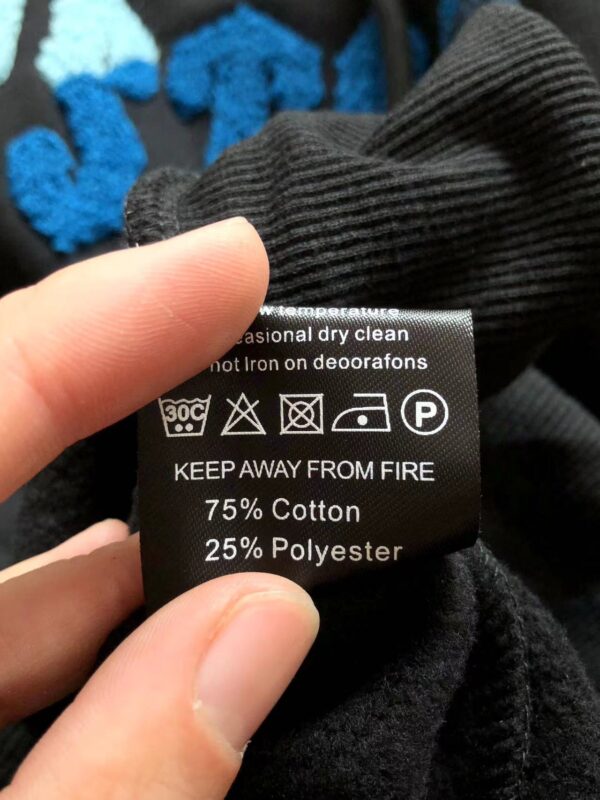 temperature
dry clean
not Iron on deoorafons
30C
P
KEEP AWAY FROM FIRE
75% Cotton
25% Polyester